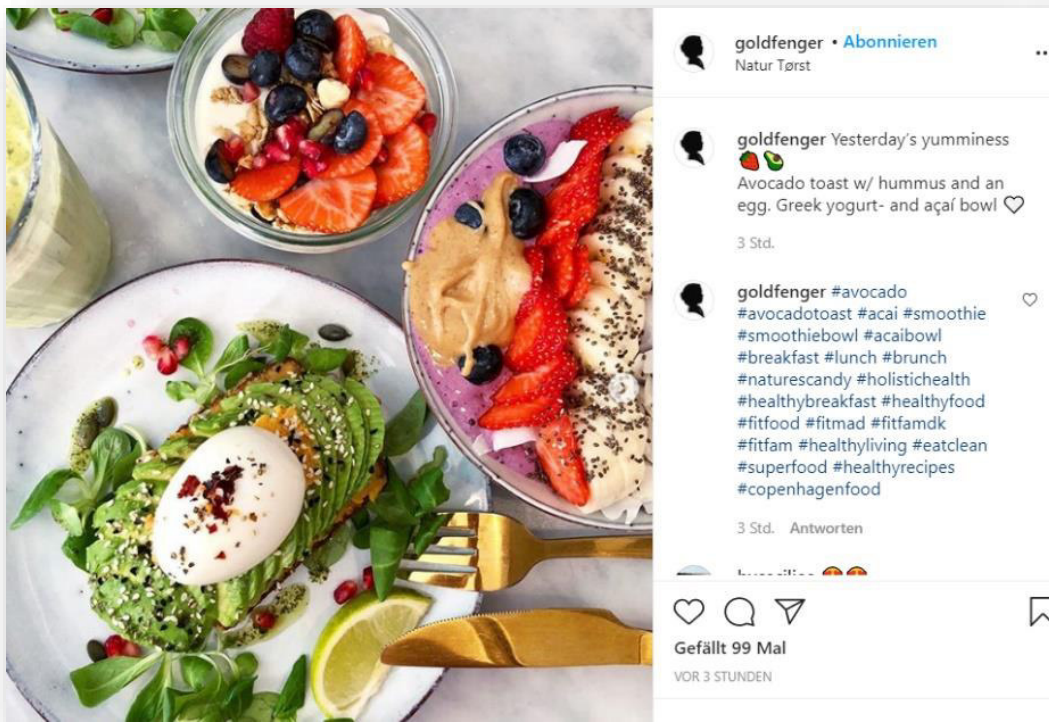 goldfenger • Abonnieren
Natur Tørst
goldfenger Yesterday's yumminess
🍓🥑
Avocado toast w/ hummus and an
egg. Greek yogurt- and açaí bowl ♡
3 Std.
goldfenger #avocado
#avocadotoast #acai #smoothie
#smoothiebowl #acaibowl
#breakfast #lunch #brunch
#naturescandy #holistichealth
#healthybreakfast #healthyfood
#fitfood #fitmad #fitfamdk
#fitfam #healthyliving #eatclean
#superfood #healthyrecipes
#copenhagenfood
3 Std. Antworten
Gefällt 99 Mal
VOR 3 STUNDEN